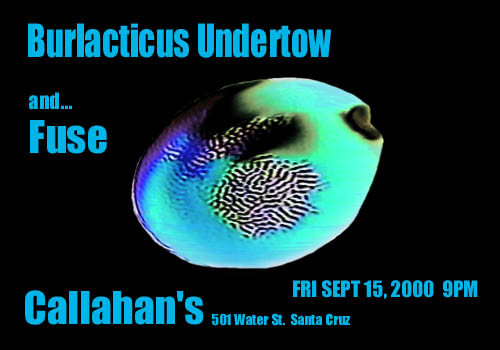 Burlacticus Undertow
and...
Fuse
FRI SEPT 15, 2000 9PM
Callahan's 501 Water St. Santa Cruz